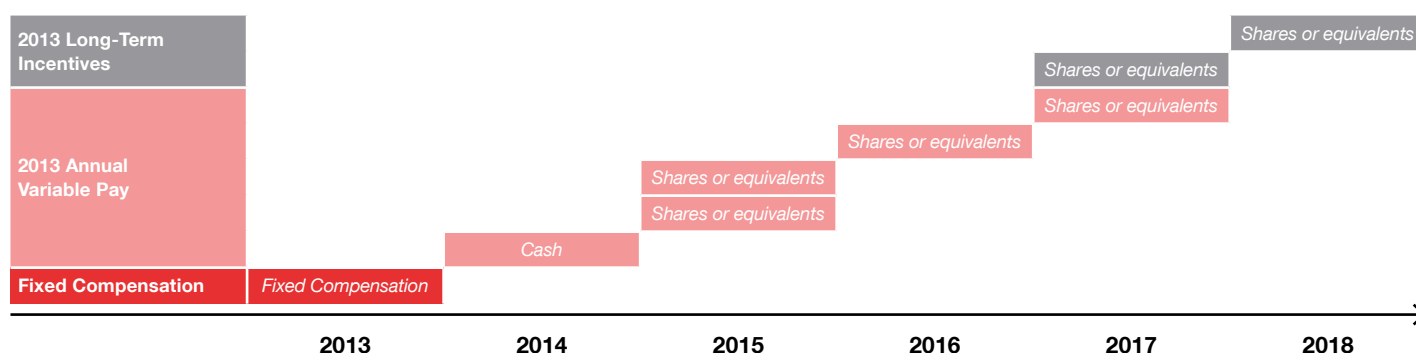 2013 Long-Term
Incentives
Shares or equivalents
Shares or equivalents
2013 Annual
Variable Pay
Shares or equivalents
Shares or equivalents
Shares or equivalents
Shares or equivalents
Cash
Fixed Compensation
Fixed Compensation
2013
2014
2015
2016
2017
2018